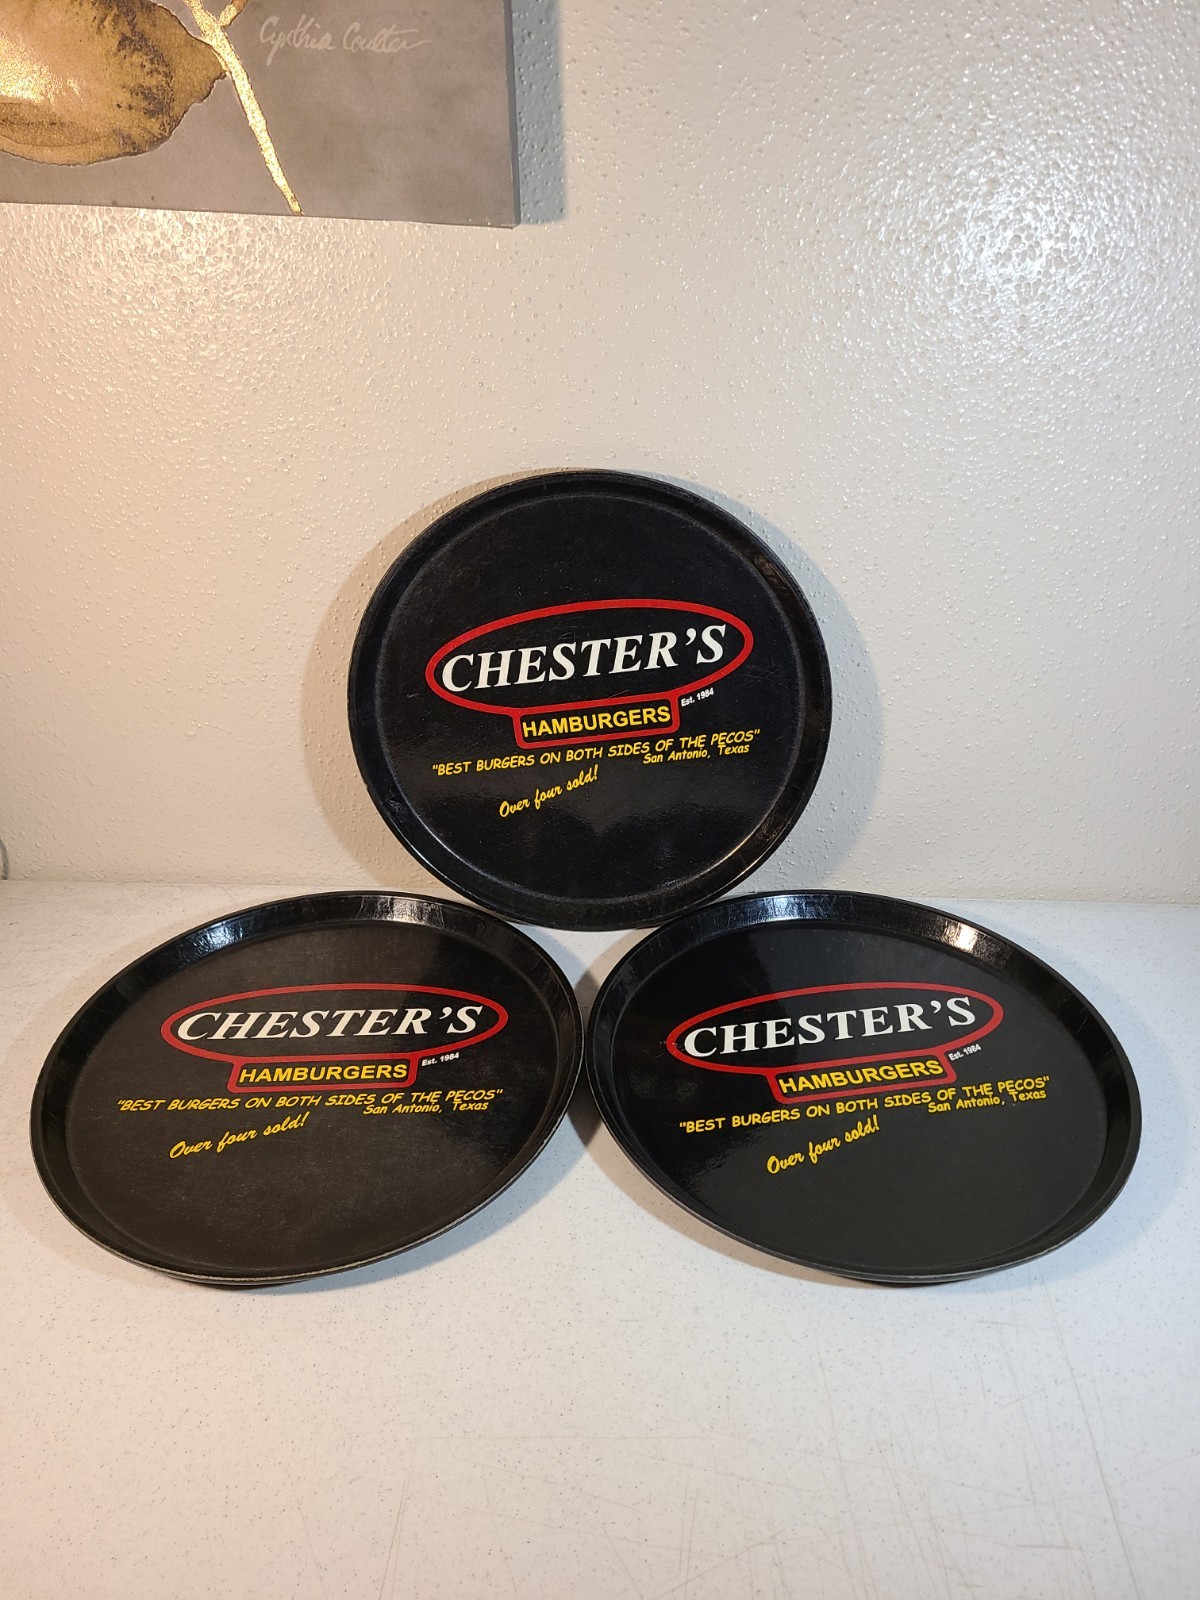 Cynthia Coulter
CHESTER'S
Est. 1984
HAMBURGERS
"BEST BURGERS ON BOTH SIDES OF THE PECOS"
San Antonio, Texas
Over four sold!
CHESTER'S
Est. 1984
HAMBURGERS
"BEST BURGERS ON BOTH SIDES OF THE PECOS"
San Antonio, Texas
Over four sold!
CHESTER'S
Est. 1984
HAMBURGERS
"BEST BURGERS ON BOTH SIDES OF THE PECOS"
San Antonio, Texas
Over four sold!